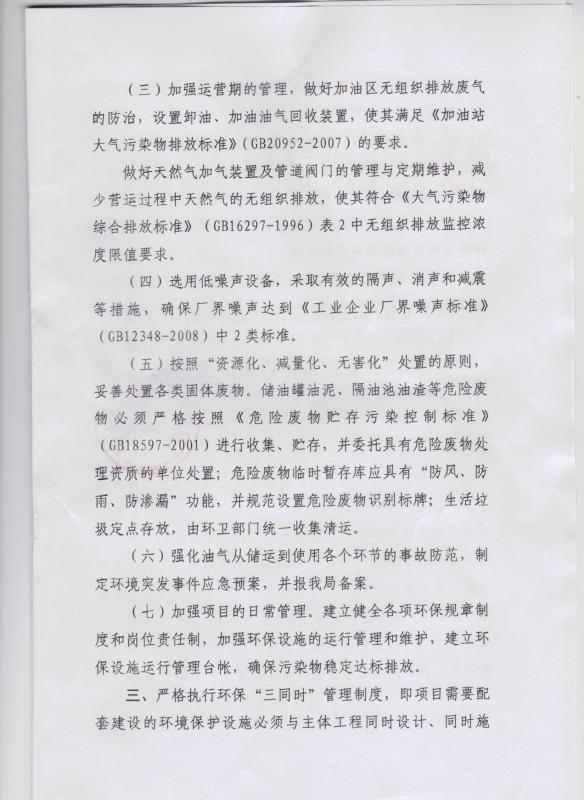 （三）加强运营期的管理，做好加油区无组织排放废气
的防治，设置卸油、加油油气回收装置，使其满足《加油站
大气污染物排放标准》（GB20952-2007）的要求。
做好天然气加气装置及管道阀门的管理与定期维护，减
少营运过程中天然气的无组织排放，使其符合《大气污染物
综合排放标准》（GB16297-1996）表2中无组织排放监控浓
度限值要求。
（四）选用低噪声设备，采取有效的隔声、消声和减震
等措施，确保厂界噪声达到《工业企业厂界噪声标准》
（GB12348-2008）中2类标准。
（五）按照“资源化、减量化、无害化”处置的原则，
妥善处置各类固体废物。储油罐油泥、隔油池油渣等危险废
物必须严格按照《危险废物贮存污染控制标准》
（GB18597-2001）进行收集、贮存，并委托具有危险废物处
理资质的单位处置；危险废物临时暂存库应具有“防风、防
雨、防渗漏”功能，并规范设置危险废物识别标牌；生活垃
圾定点存放，由环卫部门统一收集清运。
（六）强化油气从储运到使用各个环节的事故防范，制
定环境突发事件应急预案，并报我局备案。
（七）加强项目的日常管理。建立健全各项环保规章制
度和岗位责任制，加强环保设施的运行管理和维护，建立环
保设施运行管理台帐，确保污染物稳定达标排放。
三、严格执行环保“三同时”管理制度，即项目需要配
套建设的环境保护设施必须与主体工程同时设计、同时施